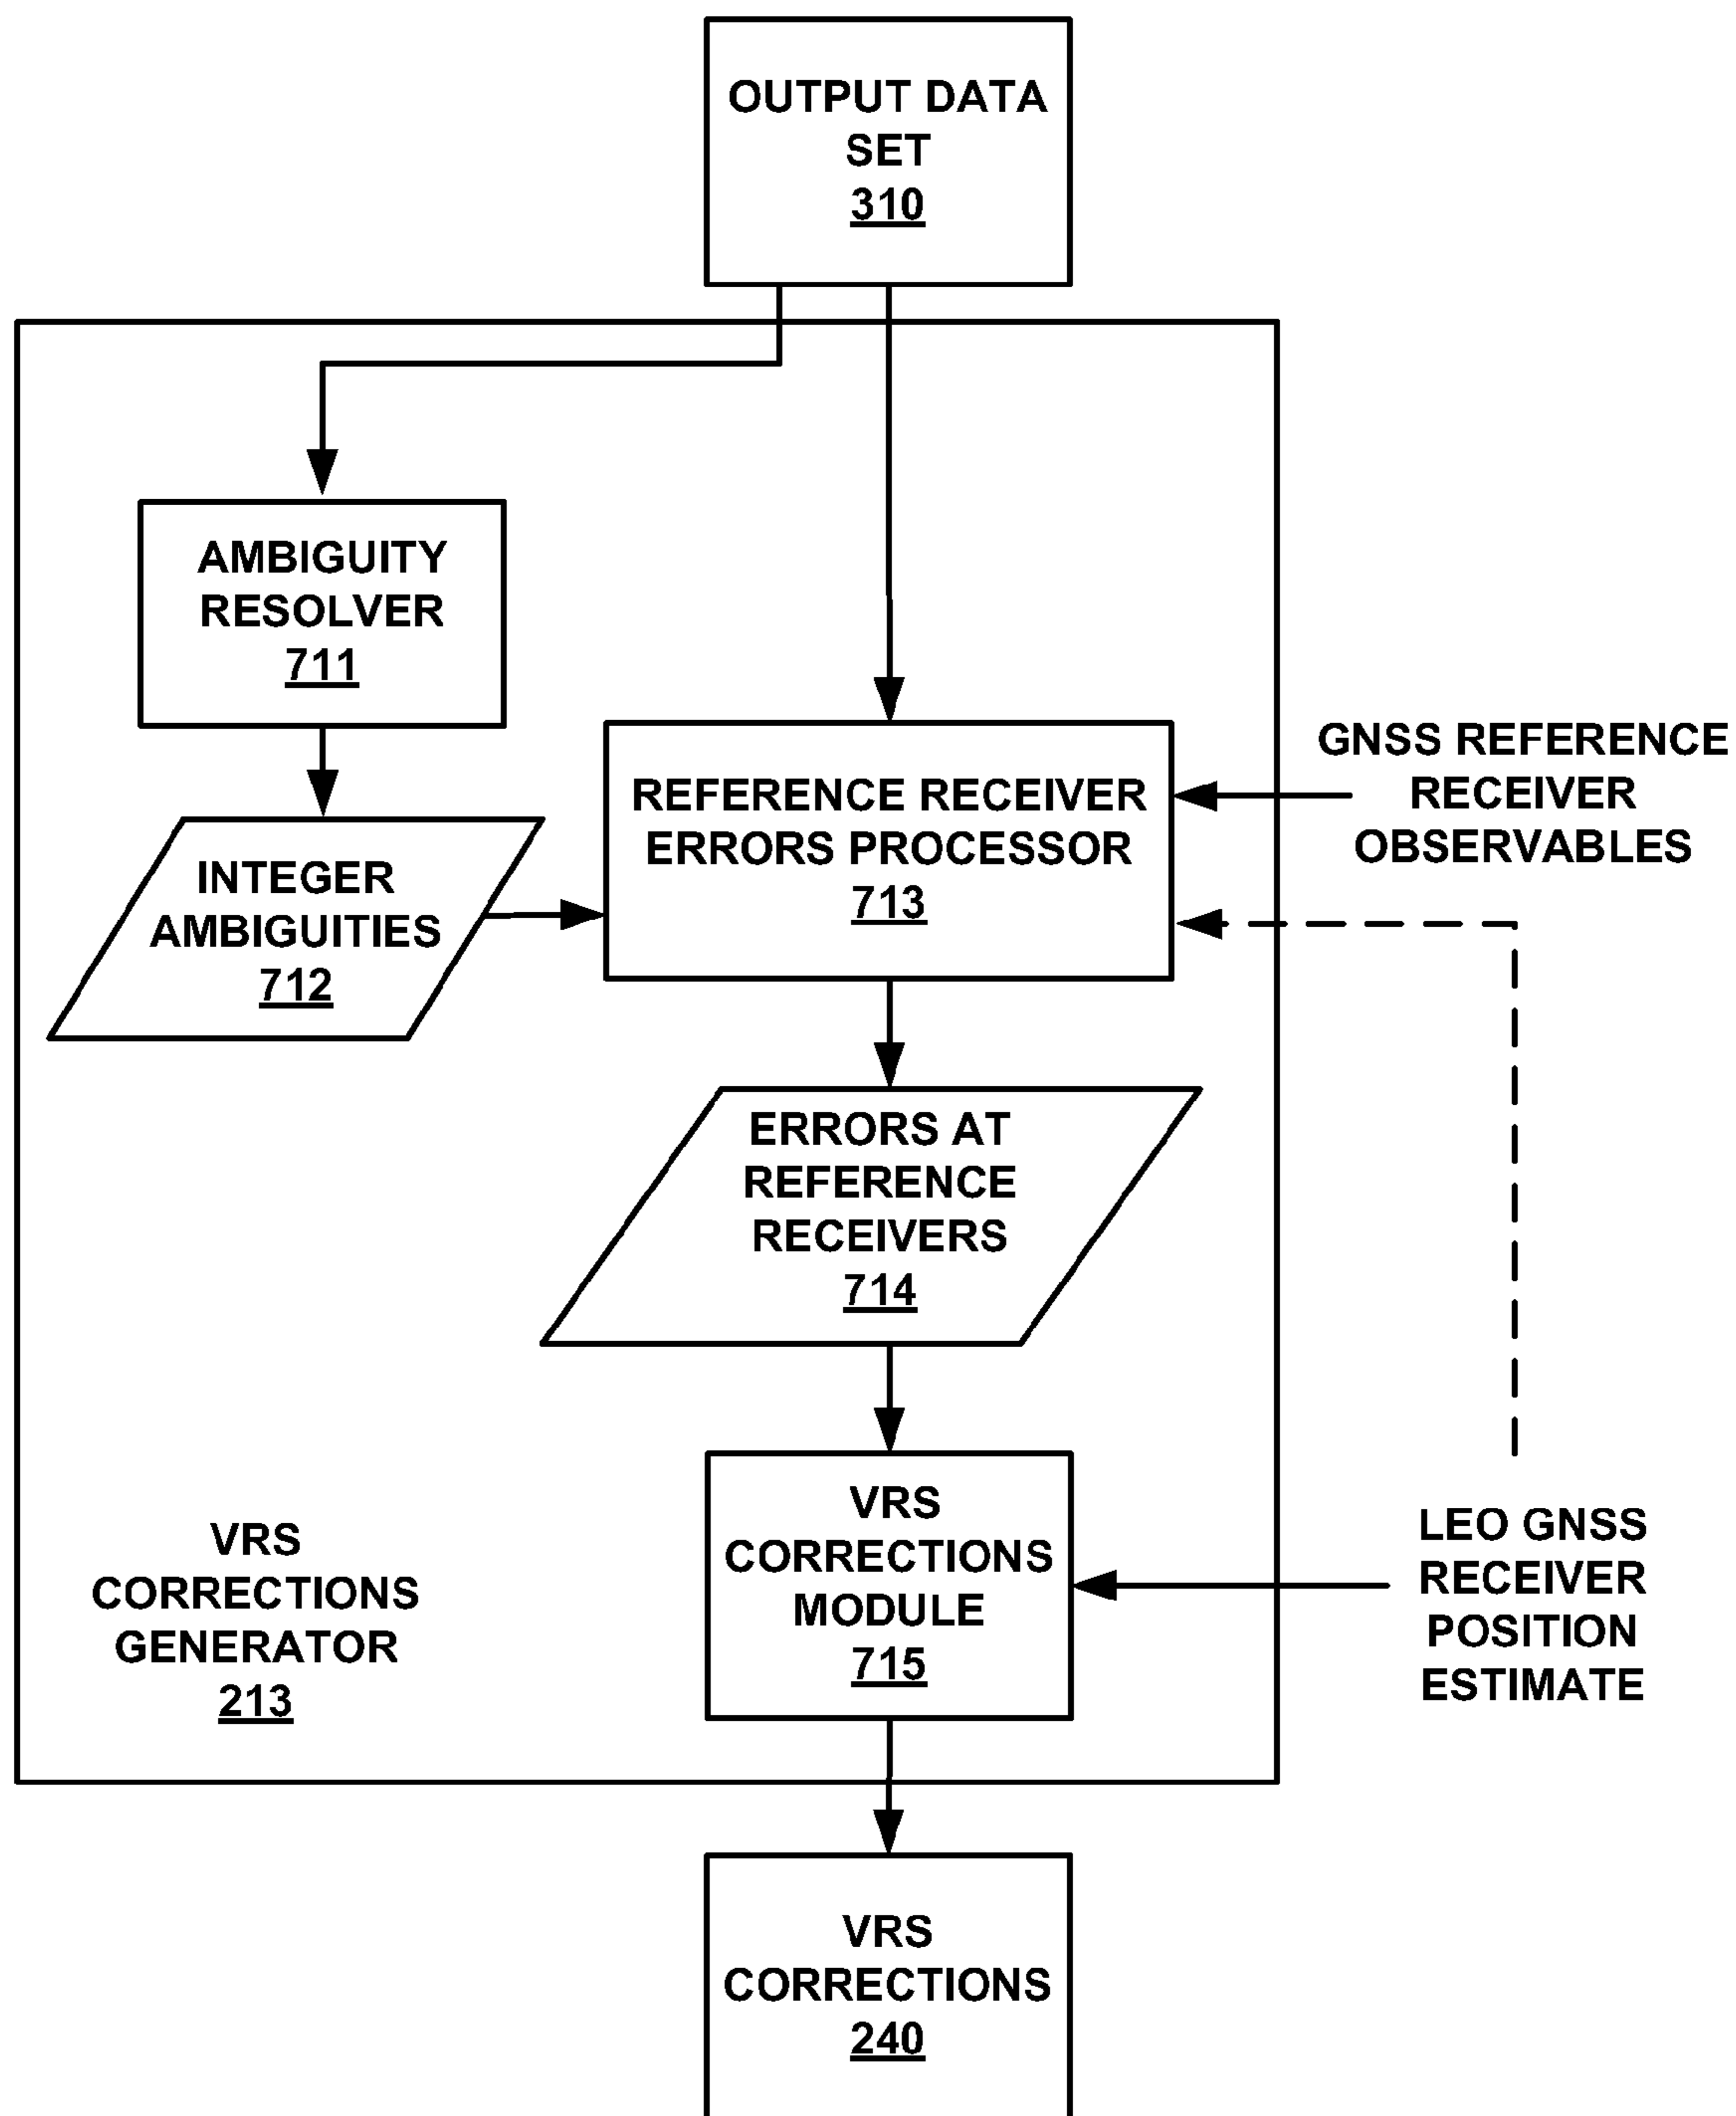 OUTPUT DATA
SET
310
AMBIGUITY
RESOLVER
711
INTEGER
AMBIGUITIES
712
REFERENCE RECEIVER
ERRORS PROCESSOR
713
GNSS REFERENCE
RECEIVER
OBSERVABLES
ERRORS AT
REFERENCE
RECEIVERS
714
VRS
CORRECTIONS
MODULE
715
LEO GNSS
RECEIVER
POSITION
ESTIMATE
VRS
CORRECTIONS
GENERATOR
213
VRS
CORRECTIONS
240